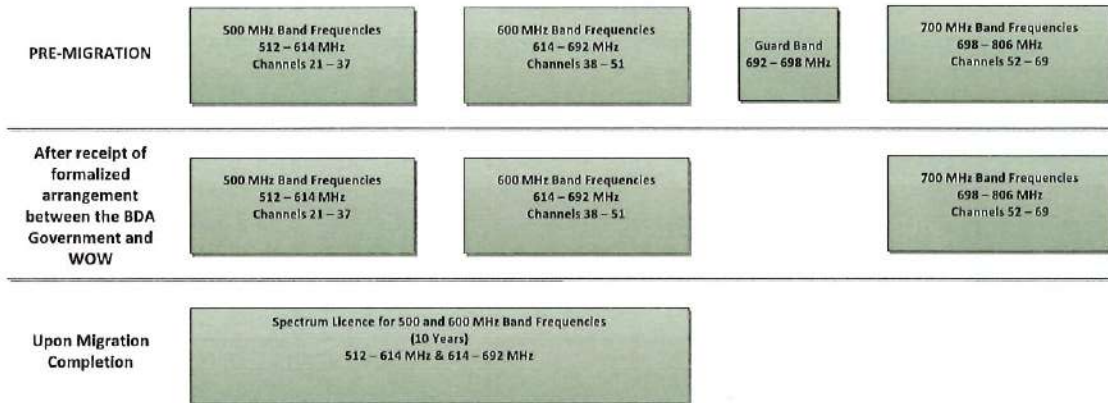 PRE-MIGRATION
500 MHz Band Frequencies
512 – 614 MHz
Channels 21 – 37
600 MHz Band Frequencies
614 – 692 MHz
Channels 38 – 51
Guard Band
692 – 698 MHz
700 MHz Band Frequencies
698 – 806 MHz
Channels 52 – 69
After receipt of
formalized
arrangement
between the BDA
Government and
WOW
500 MHz Band Frequencies
512 – 614 MHz
Channels 21 – 37
600 MHz Band Frequencies
614 – 692 MHz
Channels 38 – 51
700 MHz Band Frequencies
698 – 806 MHz
Channels 52 – 69
Upon Migration
Completion
Spectrum Licence for 500 and 600 MHz Band Frequencies
(10 Years)
512 – 614 MHz & 614 – 692 MHz